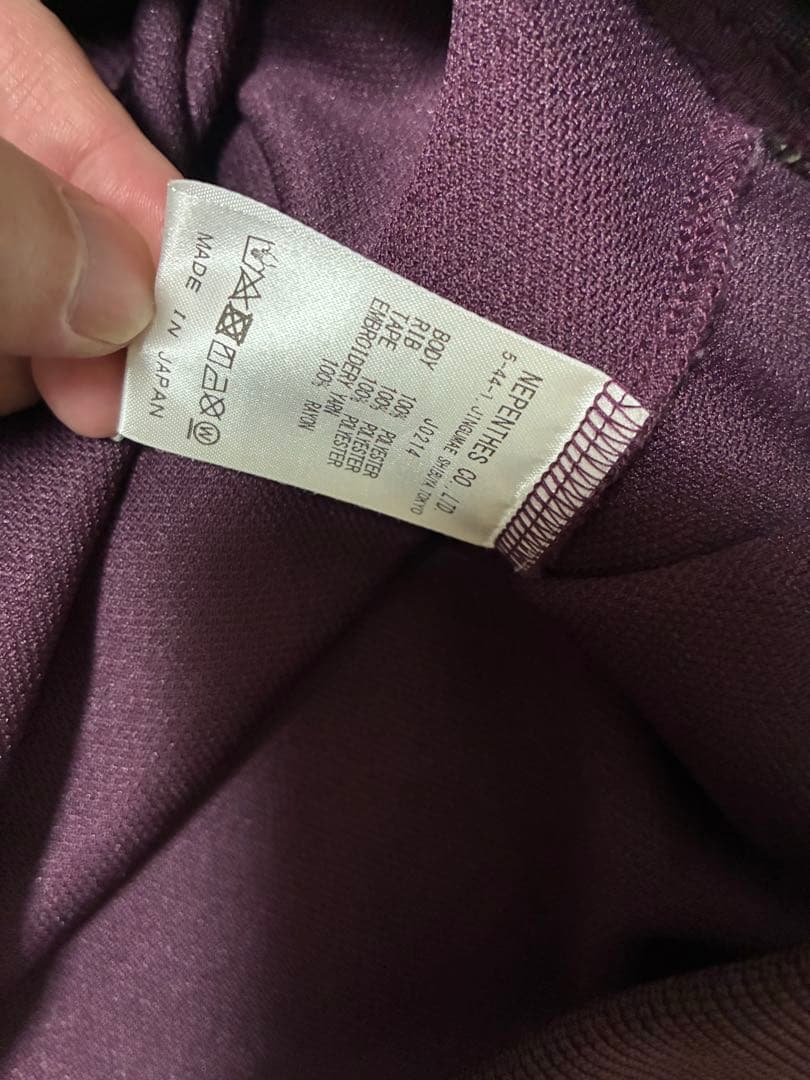 NEPENTHES CO., LTD.
5-44-1, JINGUMAE SHIBUYA TOKYO
J0214
BODY 100% POLYESTER
RIB 100% POLYESTER
TAPE 100% POLYESTER
EMBROIDERY YARN 100% RAYON
W
MADE IN JAPAN